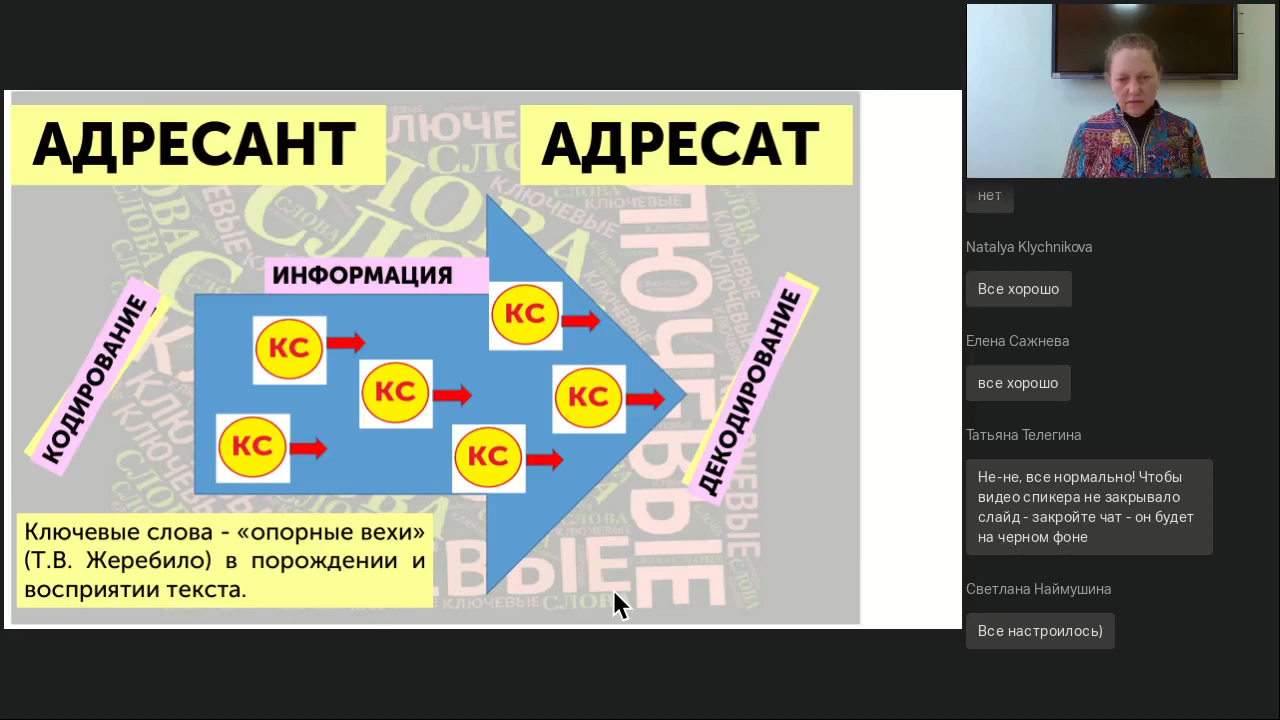 АДРЕСАНТ
АДРЕСАТ
ИНФОРМАЦИЯ
КОДИРОВАНИЕ
КС
КС
КС
КС
КС
КС
ДЕКОДИРОВАНИЕ
Ключевые слова - «опорные вехи»
(Т.В. Жеребило) в порождении и
восприятии текста.
нет
Natalya Klychnikova
Все хорошо
Елена Сажнева
все хорошо
Татьяна Телегина
Не-не, все нормально! Чтобы
видео спикера не закрывало
слайд - закройте чат - он будет
на черном фоне
Светлана Наймушина
Все настроилось)